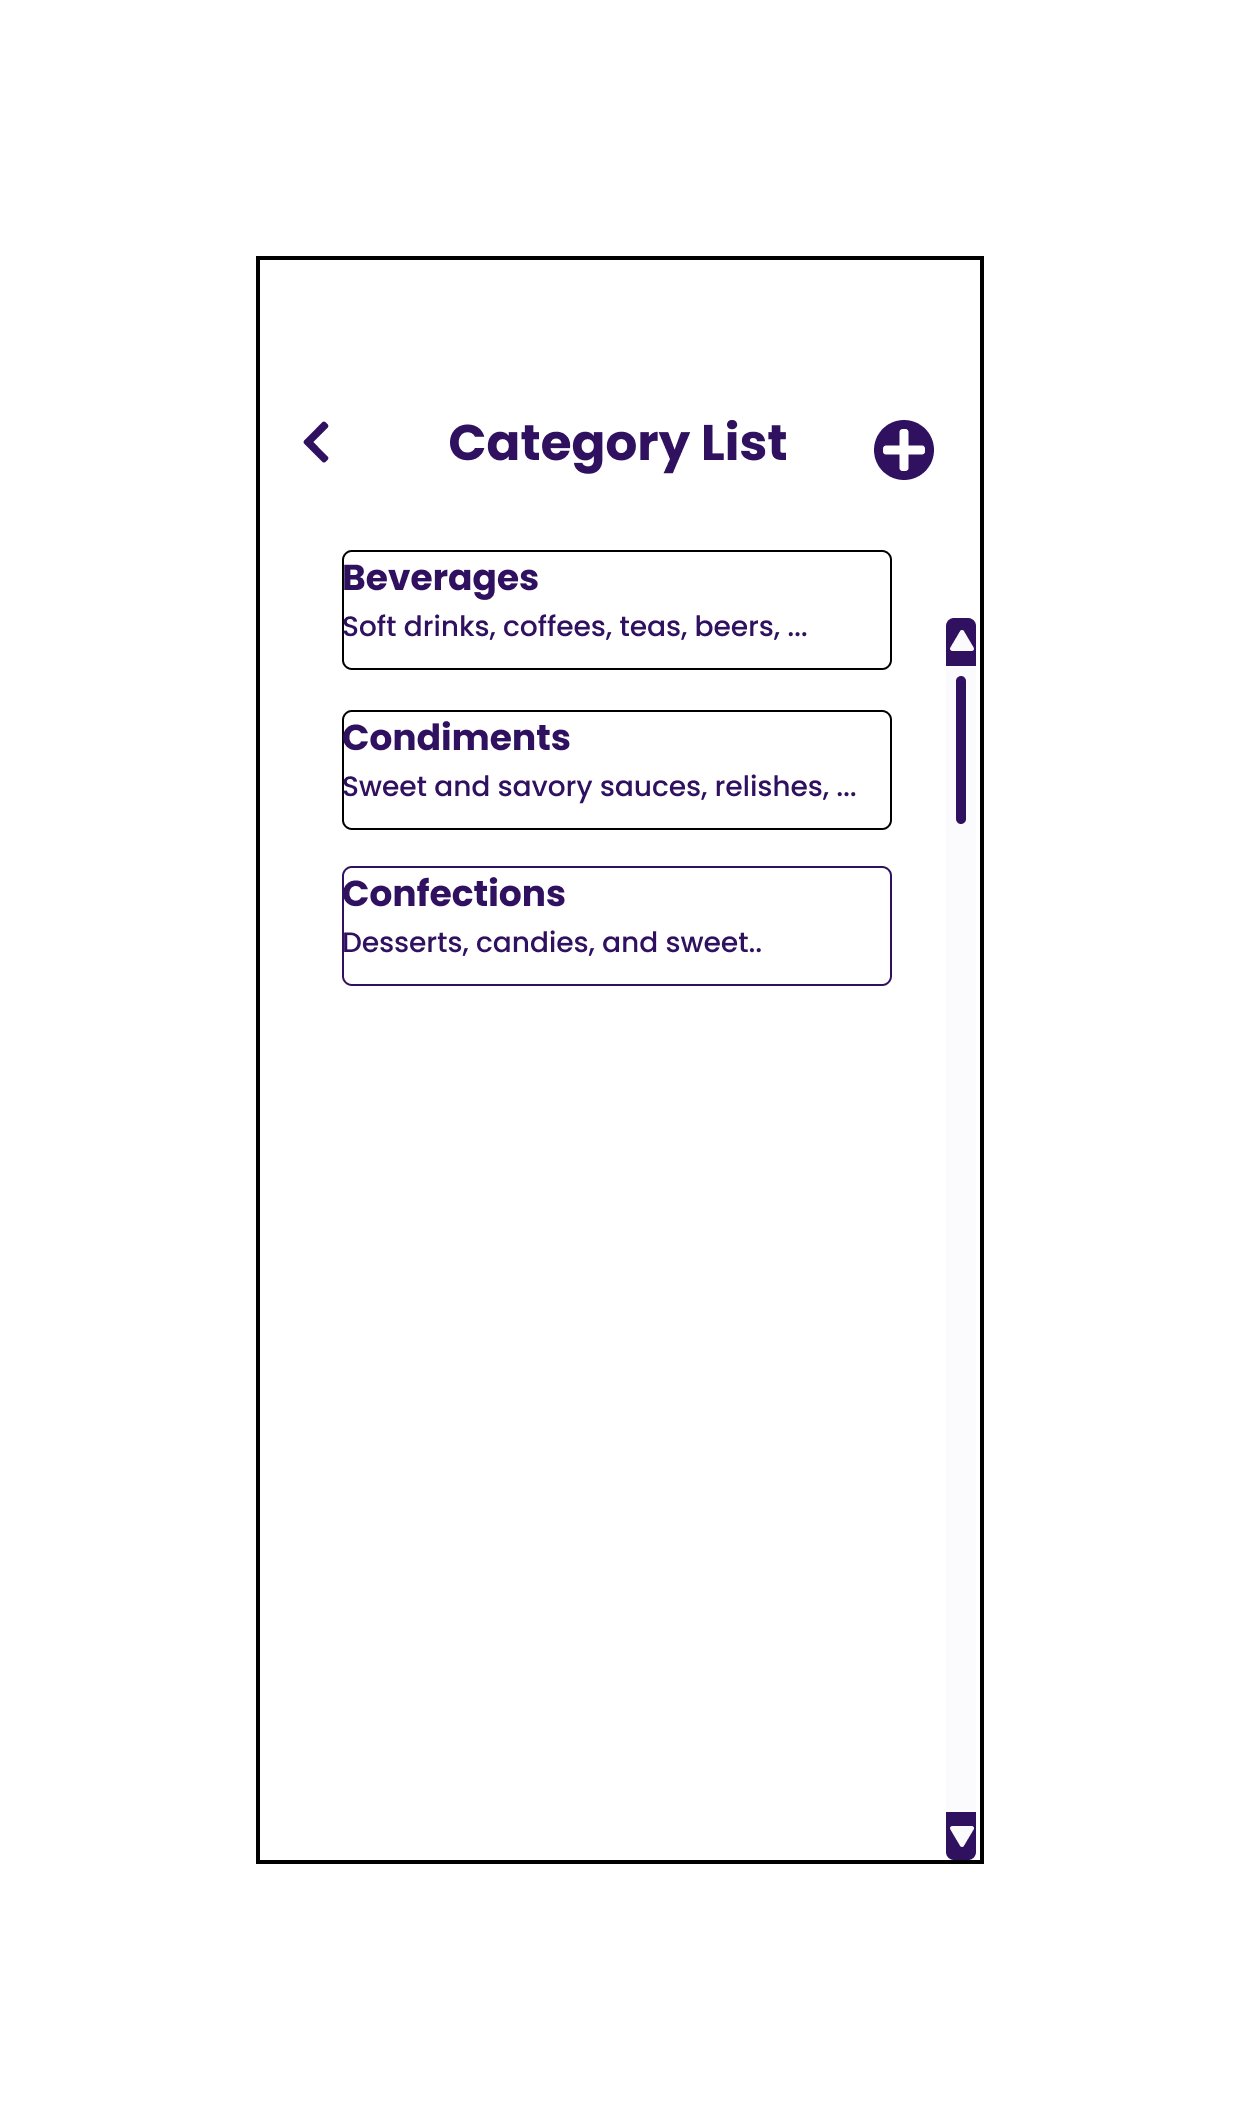 Category List
Beverages
Soft drinks, coffees, teas, beers, ...
Condiments
Sweet and savory sauces, relishes, ...
Confections
Desserts, candies, and sweet..